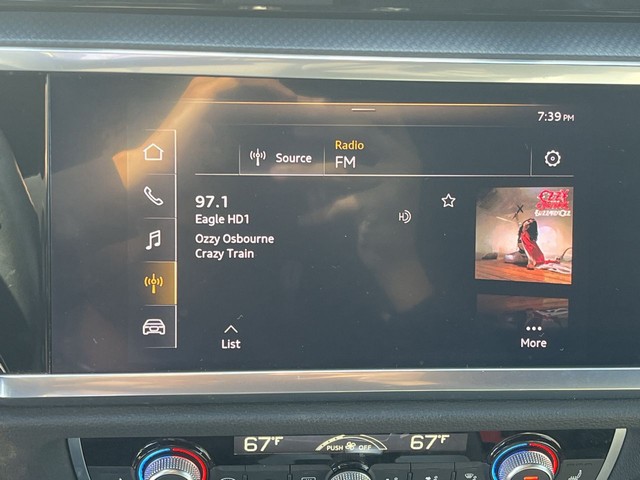 7:39 PM
Source
Radio
FM
97.1
Eagle HD1
Ozzy Osbourne
Crazy Train
OZZY
List
More
67°F
PUSH OFF
67°F